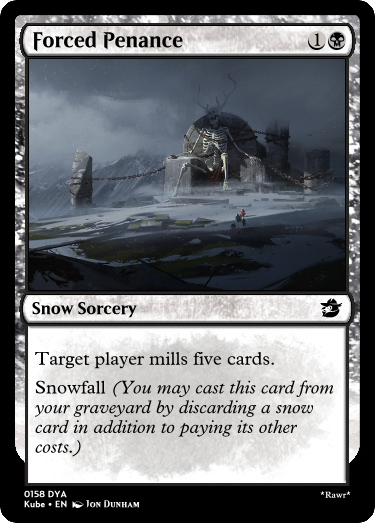 Forced Penance 1
Snow Sorcery
Target player mills five cards.
Snowfall (You may cast this card from
your graveyard by discarding a snow
card in addition to paying its other
costs.)
0158 DYA
Kube • EN Jon Dunham
*Rawr*